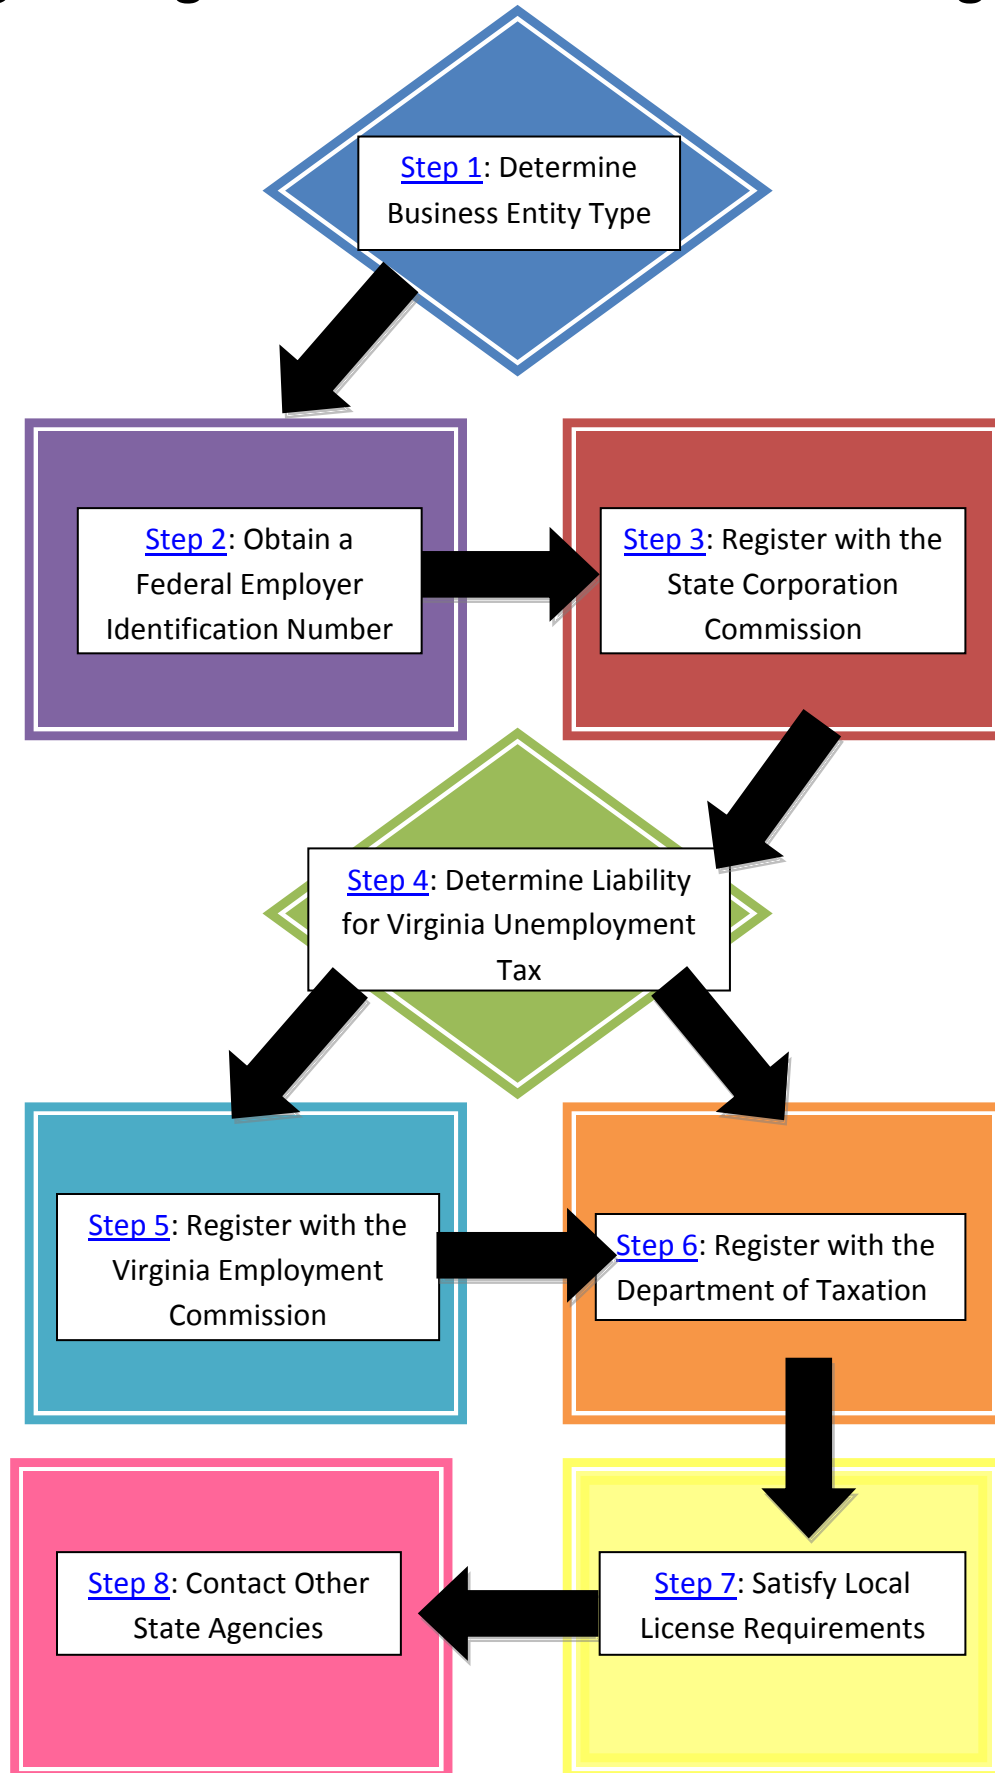 Step 1: Determine
Business Entity Type
Step 2: Obtain a
Federal Employer
Identification Number
Step 3: Register with the
State Corporation
Commission
Step 4: Determine Liability
for Virginia Unemployment
Tax
Step 5: Register with the
Virginia Employment
Commission
Step 6: Register with the
Department of Taxation
Step 7: Satisfy Local
License Requirements
Step 8: Contact Other
State Agencies